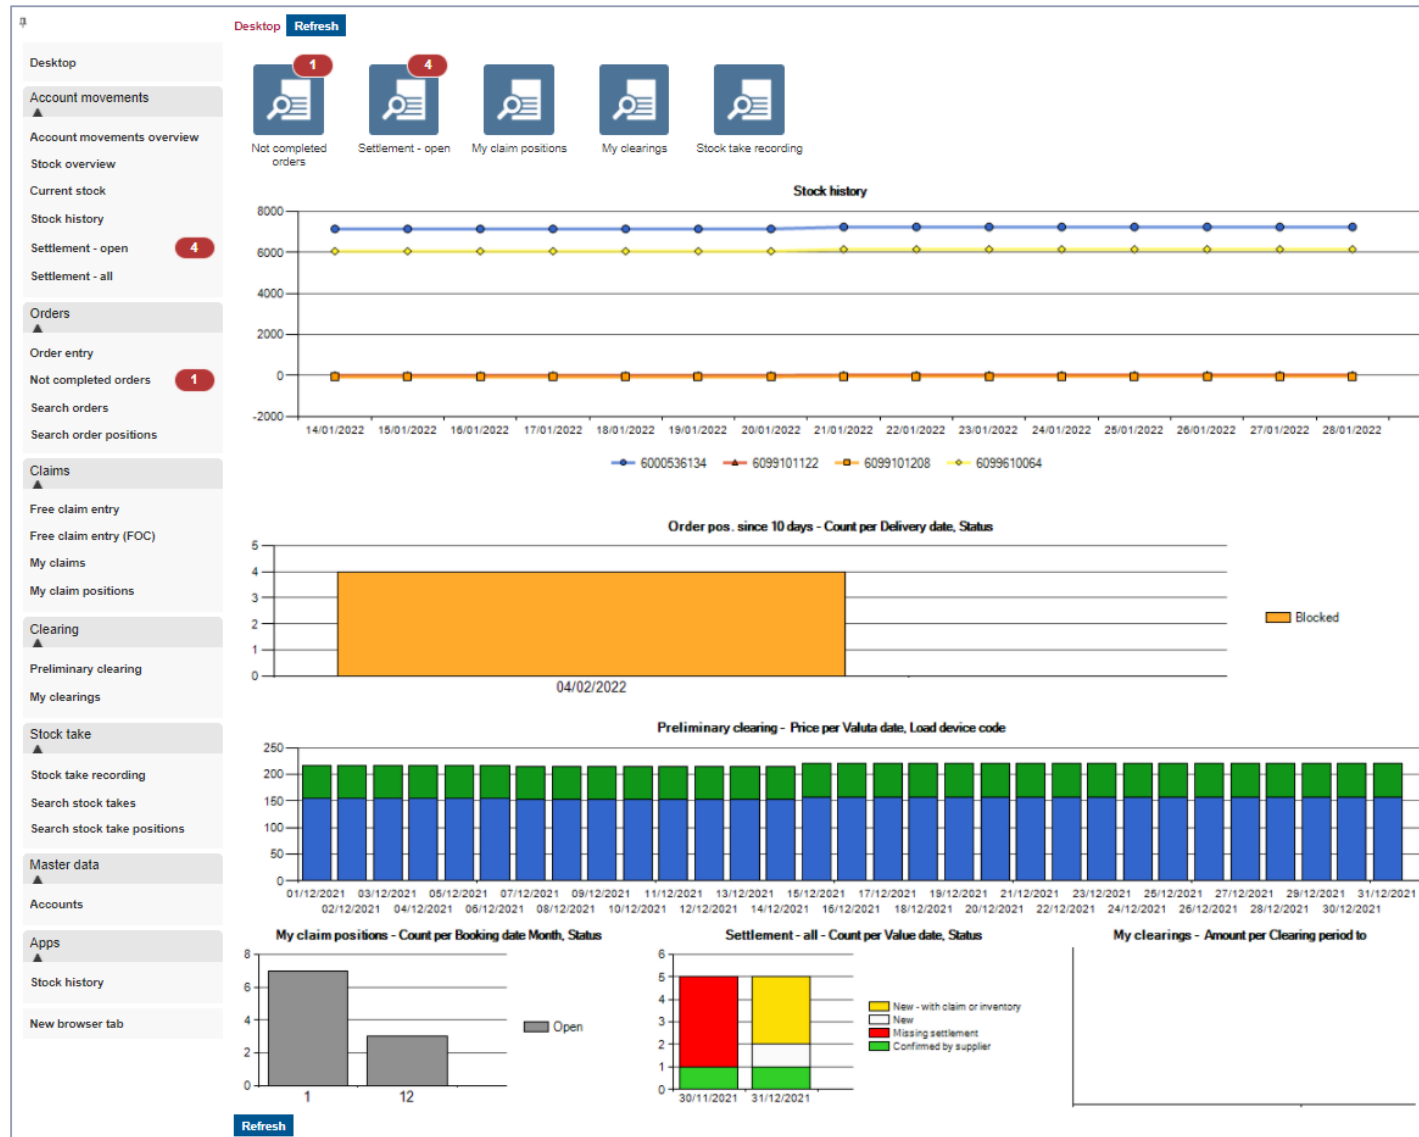 Desktop Refresh
Desktop
Account movements
Account movements overview
Stock overview
Current stock
Stock history
Settlement - open 4
Settlement - all
Orders
Order entry
Not completed orders 1
Search orders
Search order positions
Claims
Free claim entry
Free claim entry (FOC)
My claims
My claim positions
Clearing
Preliminary clearing
My clearings
Stock take
Stock take recording
Search stock takes
Search stock take positions
Master data
Accounts
Apps
Stock history
New browser tab
1
4
Not completed
orders
Settlement - open
My claim positions
My clearings
Stock take recording
Stock history
8000
6000
4000
2000
0
-2000
14/01/2022 15/01/2022 16/01/2022 17/01/2022 18/01/2022 19/01/2022 20/01/2022 21/01/2022 22/01/2022 23/01/2022 24/01/2022 25/01/2022 26/01/2022 27/01/2022 28/01/2022
6000536134 6099101122 6099101208 6099610064
Order pos. since 10 days - Count per Delivery date, Status
5
4
3
2
1
0
04/02/2022
Blocked
Preliminary clearing - Price per Valuta date, Load device code
250
200
150
100
50
0
01/12/2021 03/12/2021 05/12/2021 07/12/2021 09/12/2021 11/12/2021 13/12/2021 15/12/2021 17/12/2021 19/12/2021 21/12/2021 23/12/2021 25/12/2021 27/12/2021 29/12/2021 31/12/2021
02/12/2021 04/12/2021 06/12/2021 08/12/2021 10/12/2021 12/12/2021 14/12/2021 16/12/2021 18/12/2021 20/12/2021 22/12/2021 24/12/2021 26/12/2021 28/12/2021 30/12/2021
My claim positions - Count per Booking date Month, Status
8
6
4
2
0
1 12
Open
Settlement - all - Count per Value date, Status
6
5
4
3
2
1
0
30/11/2021 31/12/2021
New - with claim or inventory
New
Missing settlement
Confirmed by supplier
My clearings - Amount per Clearing period to
Refresh